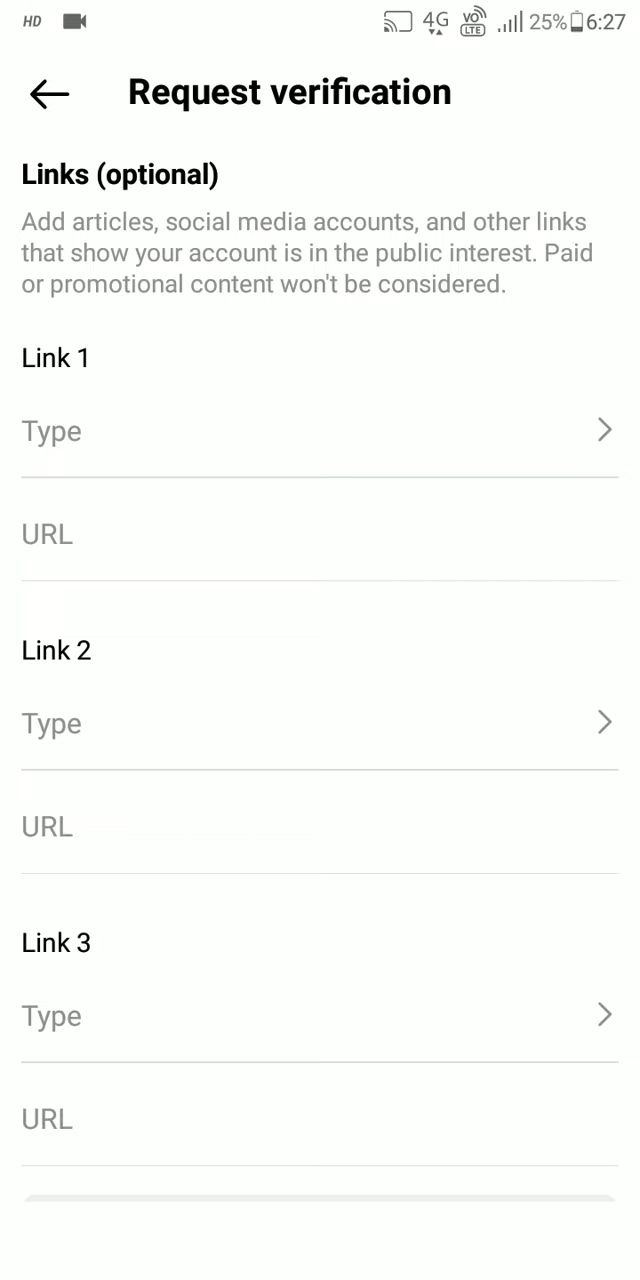 HD 4G VO LTE 25% 6:27
Request verification
Links (optional)
Add articles, social media accounts, and other links
that show your account is in the public interest. Paid
or promotional content won't be considered.
Link 1
Type
URL
Link 2
Type
URL
Link 3
Type
URL